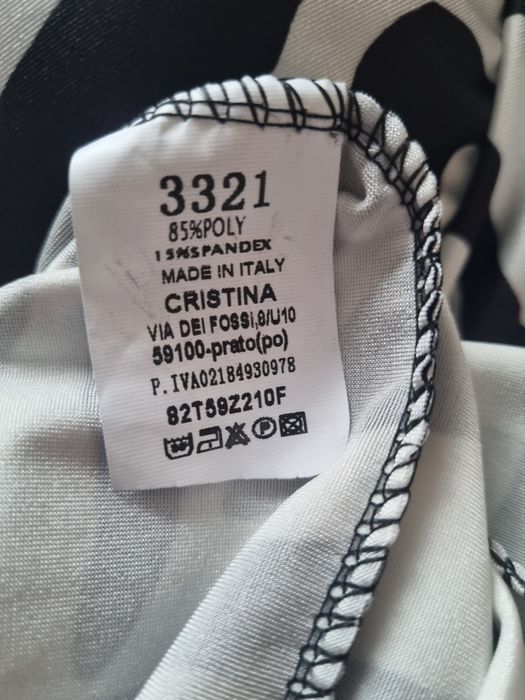 3321
85%POLY
15%SPANDEX
MADE IN ITALY
CRISTINA
VIA DEI FOSSI,8/U10
59100-prato(po)
P.IVA02184930978
82T59Z210F